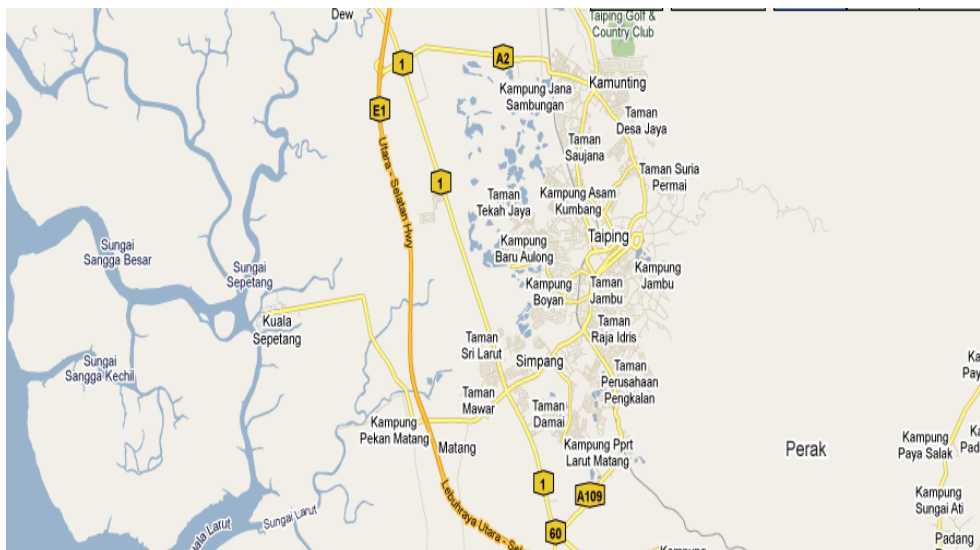 Dew
Taiping Golf &
Country Club
1
A2
Kamunting
Kampung Jana
Sambungan
E1
Taman
Desa Jaya
Taman
Saujana
Utara - Selatan Hwy
1
Taman Suria
Permai
Kampung Asam
Kumbang
Taman
Tekah Jaya
Taiping
Kampung
Baru Aulong
Sungai
Sangga Besar
Sungai
Sepetang
Kampung
Jambu
Kampung
Boyan
Taman
Jambu
Kuala
Sepetang
Taman
Raja Idris
Taman
Sri Larut
Simpang
Sungai
Sangga Kechil
Taman
Perusahaan
Pengkalan
Taman
Mawar
Taman
Damai
Kampung
Pekan Matang
Matang
Kampung Pprt
Larut Matang
Perak
Kampung
Paya Salak
1
A109
Lebuhraya Utara - Sel
Kampung
Sungai Ati
Sungai Larut
60
Padang